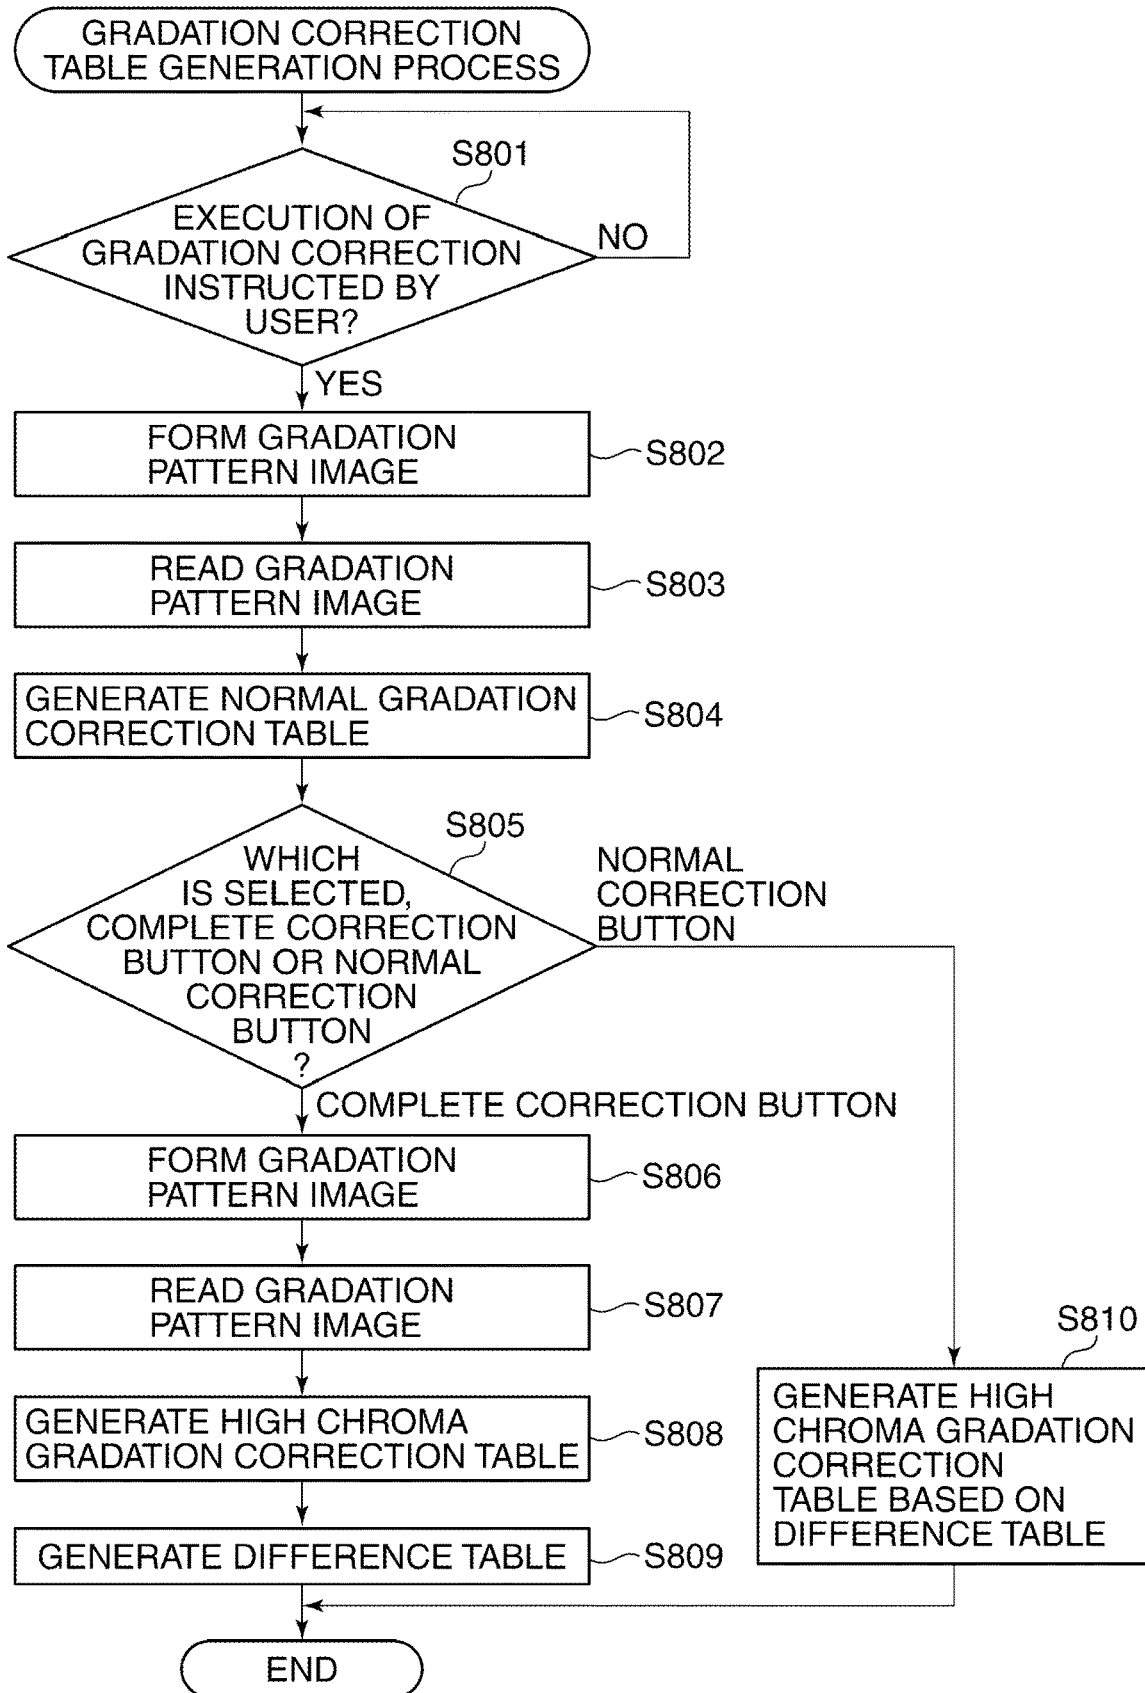 GRADATION CORRECTION
TABLE GENERATION PROCESS
S801
EXECUTION OF
GRADATION CORRECTION
INSTRUCTED BY
USER?
NO
YES
FORM GRADATION
PATTERN IMAGE
S802
READ GRADATION
PATTERN IMAGE
S803
GENERATE NORMAL GRADATION
CORRECTION TABLE
S804
S805
WHICH
IS SELECTED,
COMPLETE CORRECTION
BUTTON OR NORMAL
CORRECTION
BUTTON
?
NORMAL
CORRECTION
BUTTON
COMPLETE CORRECTION BUTTON
FORM GRADATION
PATTERN IMAGE
S806
READ GRADATION
PATTERN IMAGE
S807
GENERATE HIGH CHROMA
GRADATION CORRECTION TABLE
S808
GENERATE DIFFERENCE TABLE
S809
S810
GENERATE HIGH
CHROMA GRADATION
CORRECTION
TABLE BASED ON
DIFFERENCE TABLE
END